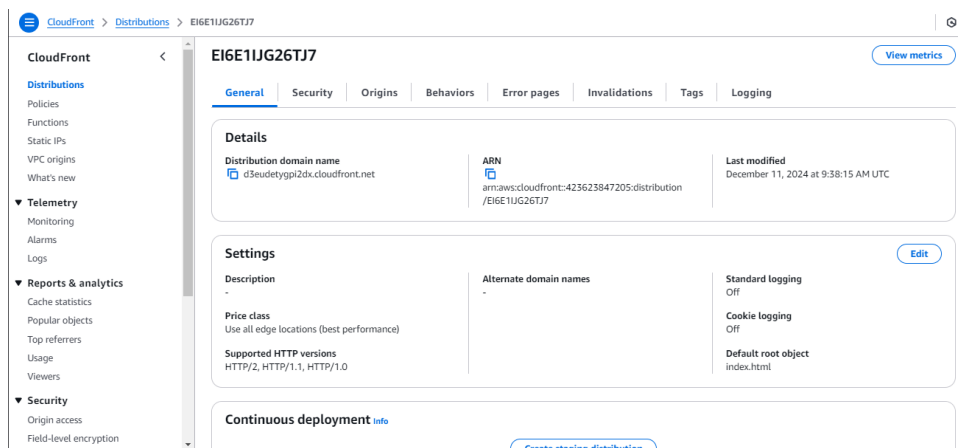 CloudFront > Distributions > EI6E1IJG26TJ7
CloudFront
Distributions
Policies
Functions
Static IPs
VPC origins
What's new
Telemetry
Monitoring
Alarms
Logs
Reports & analytics
Cache statistics
Popular objects
Top referrers
Usage
Viewers
Security
Origin access
Field-level encryption
EI6E1IJG26TJ7
View metrics
General Security Origins Behaviors Error pages Invalidations Tags Logging
Details
Distribution domain name
d3eudetygpi2dx.cloudfront.net
ARN
arn:aws:cloudfront::423623847205:distribution
/EI6E1IJG26TJ7
Last modified
December 11, 2024 at 9:38:15 AM UTC
Settings
Edit
Description
-
Price class
Use all edge locations (best performance)
Supported HTTP versions
HTTP/2, HTTP/1.1, HTTP/1.0
Alternate domain names
-
Standard logging
Off
Cookie logging
Off
Default root object
index.html
Continuous deployment Info
Create staging distribution